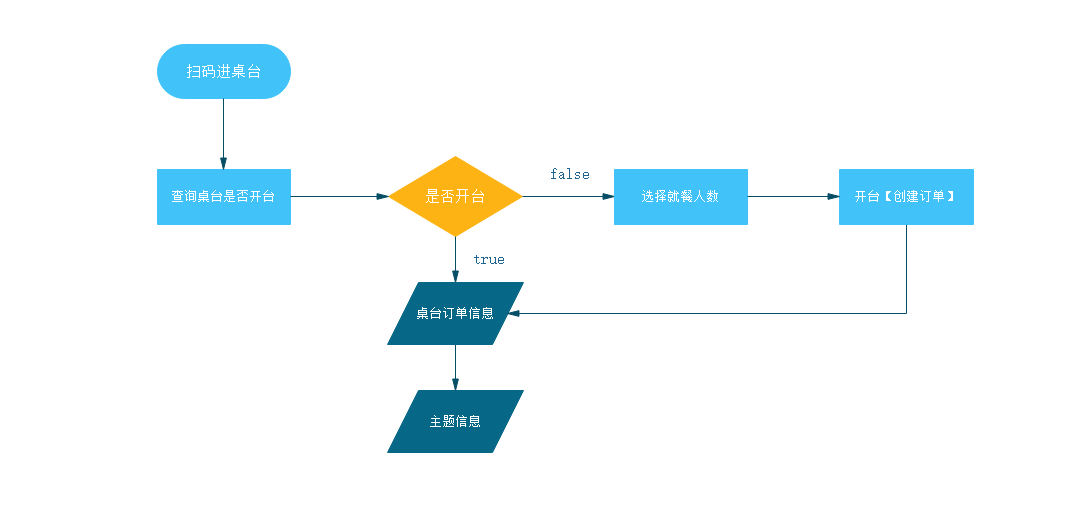 扫码进桌台
查询桌台是否开台
是否开台
false
选择就餐人数
开台【创建订单】
true
桌台订单信息
主题信息